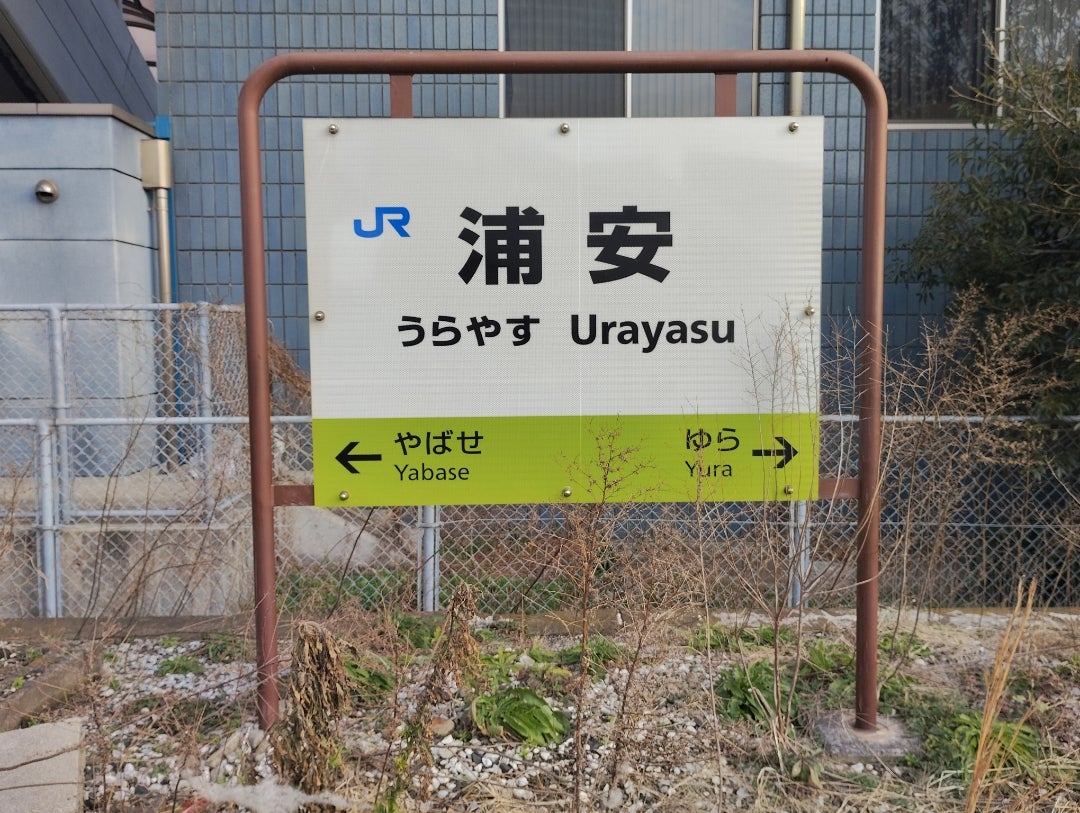 JR 浦安
うらやす Urayasu
← やばせ ゆら →
Yabase Yura